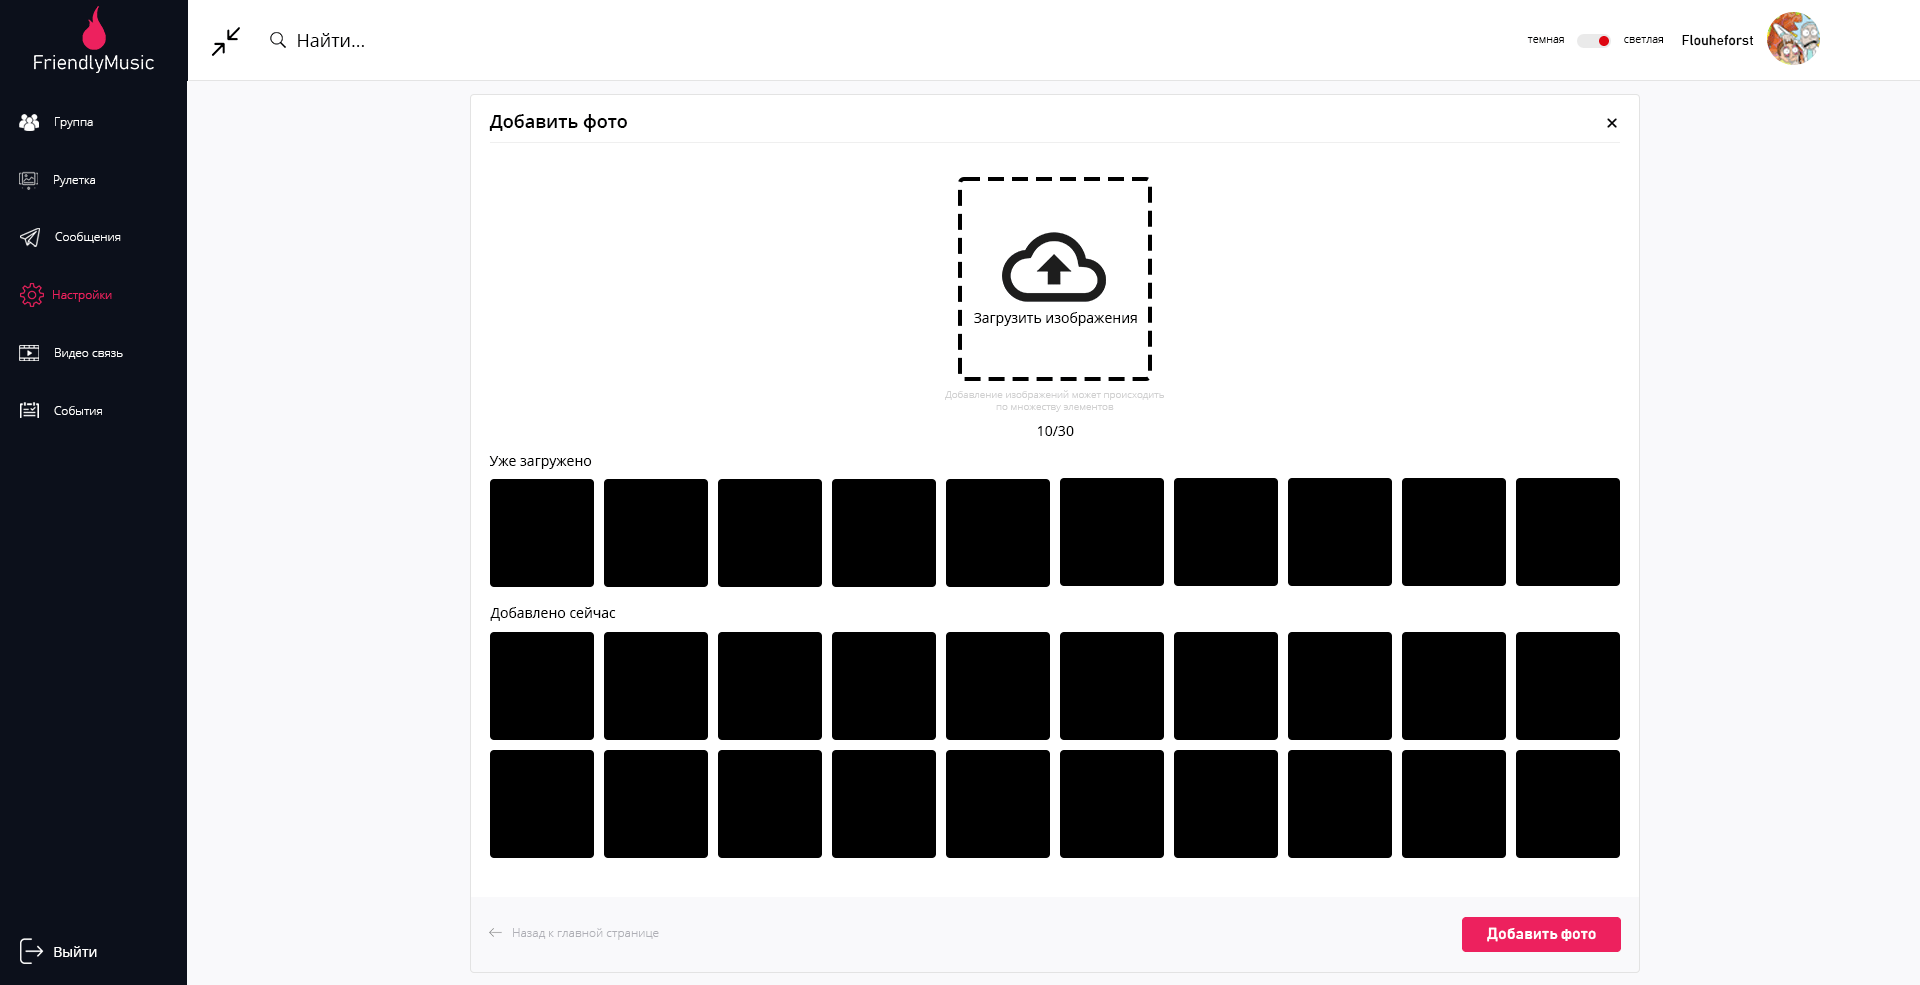 FriendlyMusic
Найти...
темная
светлая
Flouheforst
Группа
Рулетка
Сообщения
Настройки
Видео связь
События
Выйти
Добавить фото
Загрузить изображения
Добавление изображений может происходить
по множеству элементов
10/30
Уже загружено
Добавлено сейчас
Назад к главной странице
Добавить фото